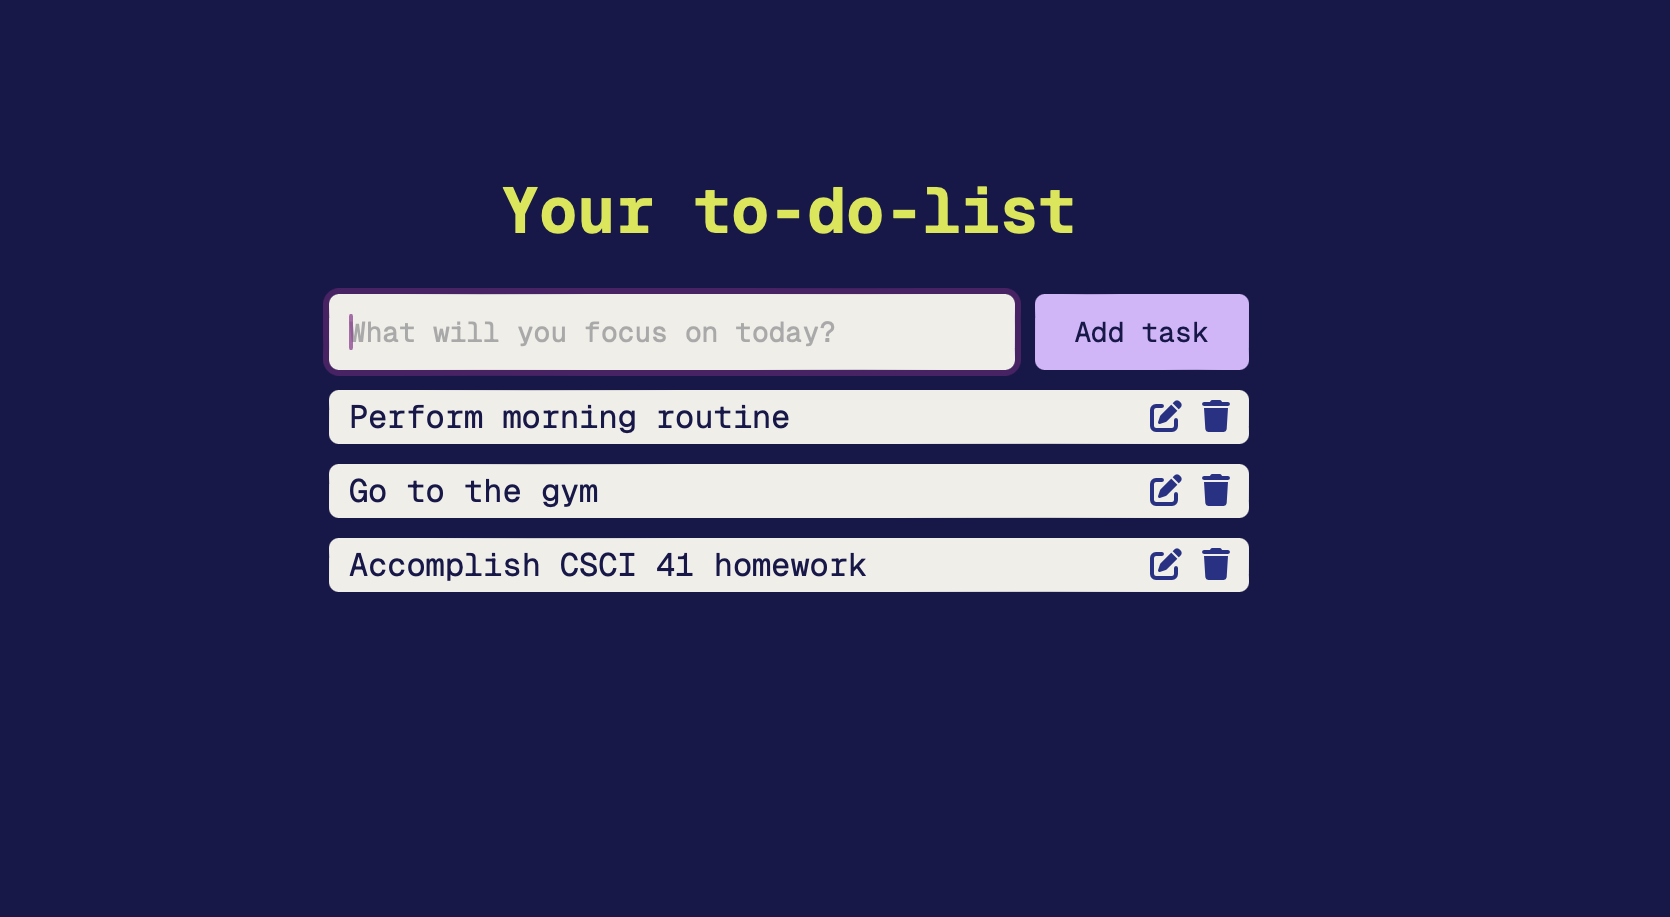 Your to-do-list
What will you focus on today?
Add task
Perform morning routine
Go to the gym
Accomplish CSCI 41 homework